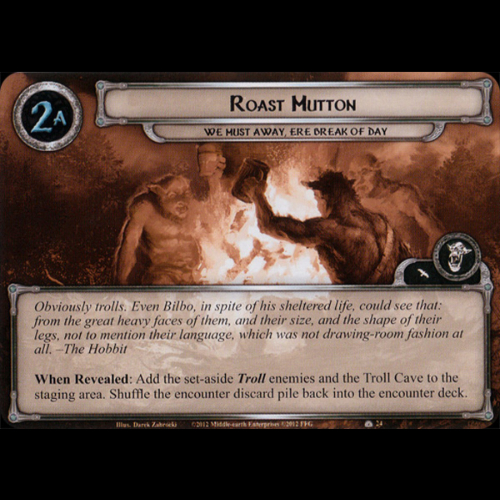 2A
ROAST MUTTON
WE MUST AWAY, ERE BREAK OF DAY
Obviously trolls. Even Bilbo, in spite of his sheltered life, could see that:
from the great heavy faces of them, and their size, and the shape of their
legs, not to mention their language, which was not drawing-room fashion at
all. –The Hobbit
When Revealed: Add the set-aside Troll enemies and the Troll Cave to the
staging area. Shuffle the encounter discard pile back into the encounter deck.
Illus. Darek Zabrocki ©2012 Middle-earth Enterprises ©2012 FFG 24